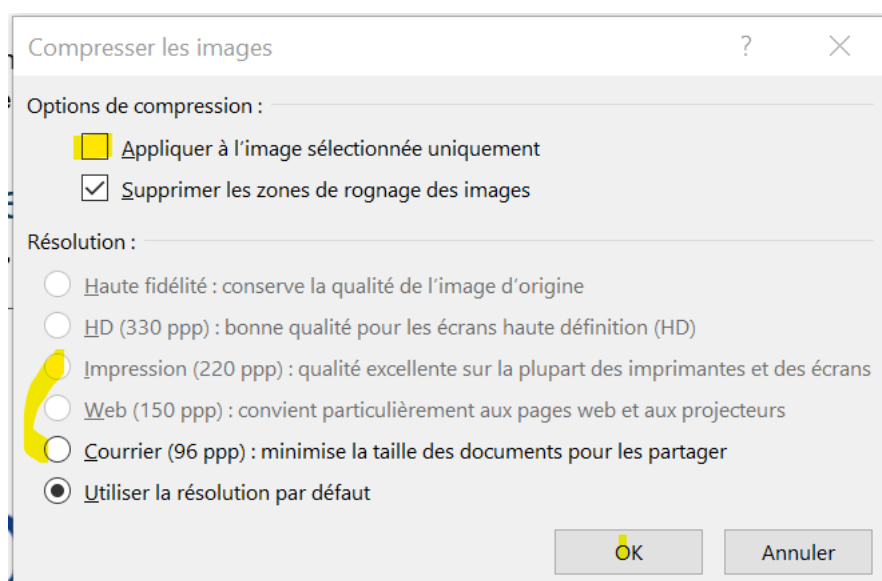 Compresser les images
Options de compression :
Appliquer à l'image sélectionnée uniquement
Supprimer les zones de rognage des images
Résolution :
Haute fidélité : conserve la qualité de l'image d'origine
HD (330 ppp) : bonne qualité pour les écrans haute définition (HD)
Impression (220 ppp) : qualité excellente sur la plupart des imprimantes et des écrans
Web (150 ppp) : convient particulièrement aux pages web et aux projecteurs
Courrier (96 ppp) : minimise la taille des documents pour les partager
Utiliser la résolution par défaut
OK Annuler